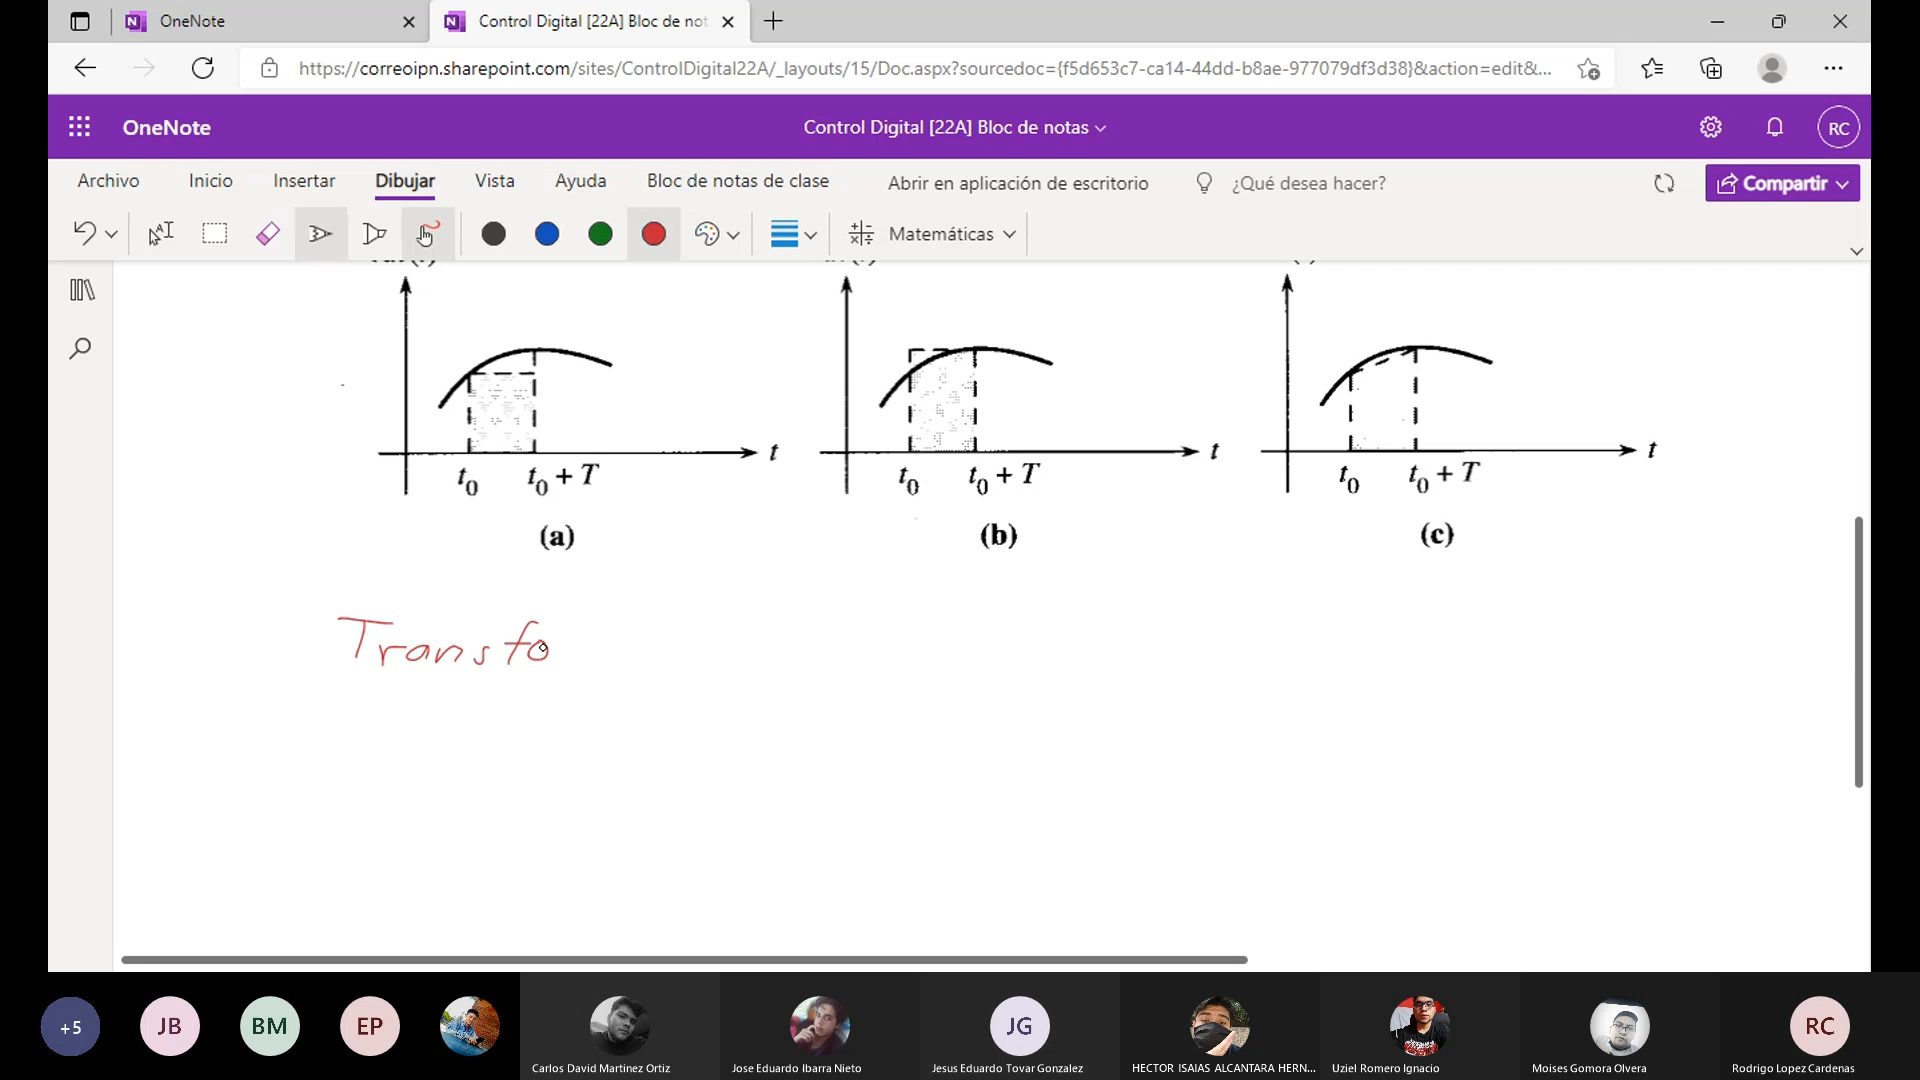 OneNote
Control Digital [22A] Bloc de not
https://correoipn.sharepoint.com/sites/ControlDigital22A/_layouts/15/Doc.aspx?sourcedoc={f5d653c7-ca14-44dd-b8ae-977079df3d38}&action=edit&...
OneNote
Control Digital [22A] Bloc de notas
RC
Archivo Inicio Insertar Dibujar Vista Ayuda Bloc de notas de clase Abrir en aplicación de escritorio ¿Qué desea hacer? Compartir
Matemáticas
t t t
t0 t0 + T t0 t0 + T t0 t0 + T
(a) (b) (c)
Transfo
+5 JB BM EP JG RC
Carlos David Martinez Ortiz Jose Eduardo Ibarra Nieto Jesus Eduardo Tovar Gonzalez HECTOR ISAIAS ALCANTARA HERN... Uziel Romero Ignacio Moises Gomora Olvera Rodrigo Lopez Cardenas